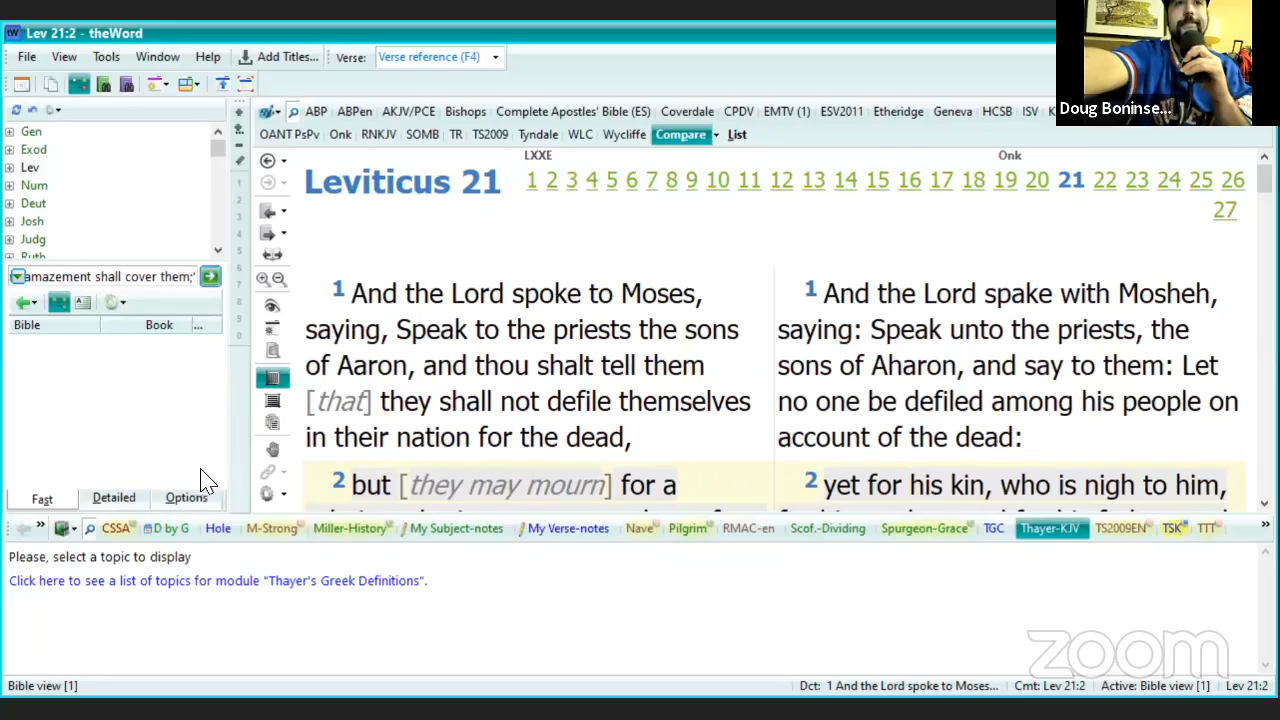 tW Lev 21:2 - theWord
File View Tools Window Help Add Titles... Verse: Verse reference (F4)
Doug Boninse...
ABP ABPen AKJV/PCE Bishops Complete Apostles' Bible (ES) Coverdale CPDV EMTV (1) ESV2011 Etheridge Geneva HCSB ISV
OANT PsPv Onk RNKJV SOMB TR TS2009 Tyndale WLC Wycliffe Compare List
Gen
Exod
Lev
Num
Deut
Josh
Judg
Ruth
amazement shall cover them;
Bible Book ...
Fast Detailed Options
LXXE Onk
Leviticus 21 1 2 3 4 5 6 7 8 9 10 11 12 13 14 15 16 17 18 19 20 21 22 23 24 25 26
27
1 And the Lord spoke to Moses,
saying, Speak to the priests the sons
of Aaron, and thou shalt tell them
[that] they shall not defile themselves
in their nation for the dead,
2 but [they may mourn] for a
1 And the Lord spake with Mosheh,
saying: Speak unto the priests, the
sons of Aharon, and say to them: Let
no one be defiled among his people on
account of the dead:
2 yet for his kin, who is nigh to him,
CSSA D by G Hole M-Strong Miller-History My Subject-notes My Verse-notes Nave Pilgrim RMAC-en Scof.-Dividing Spurgeon-Grace TGC Thayer-KJV TS2009EN TSK TTT
Please, select a topic to display
Click here to see a list of topics for module "Thayer's Greek Definitions".
zoom
Bible view [1] Dct: 1 And the Lord spoke to Moses... Cmt: Lev 21:2 Active: Bible view [1] Lev 21:2